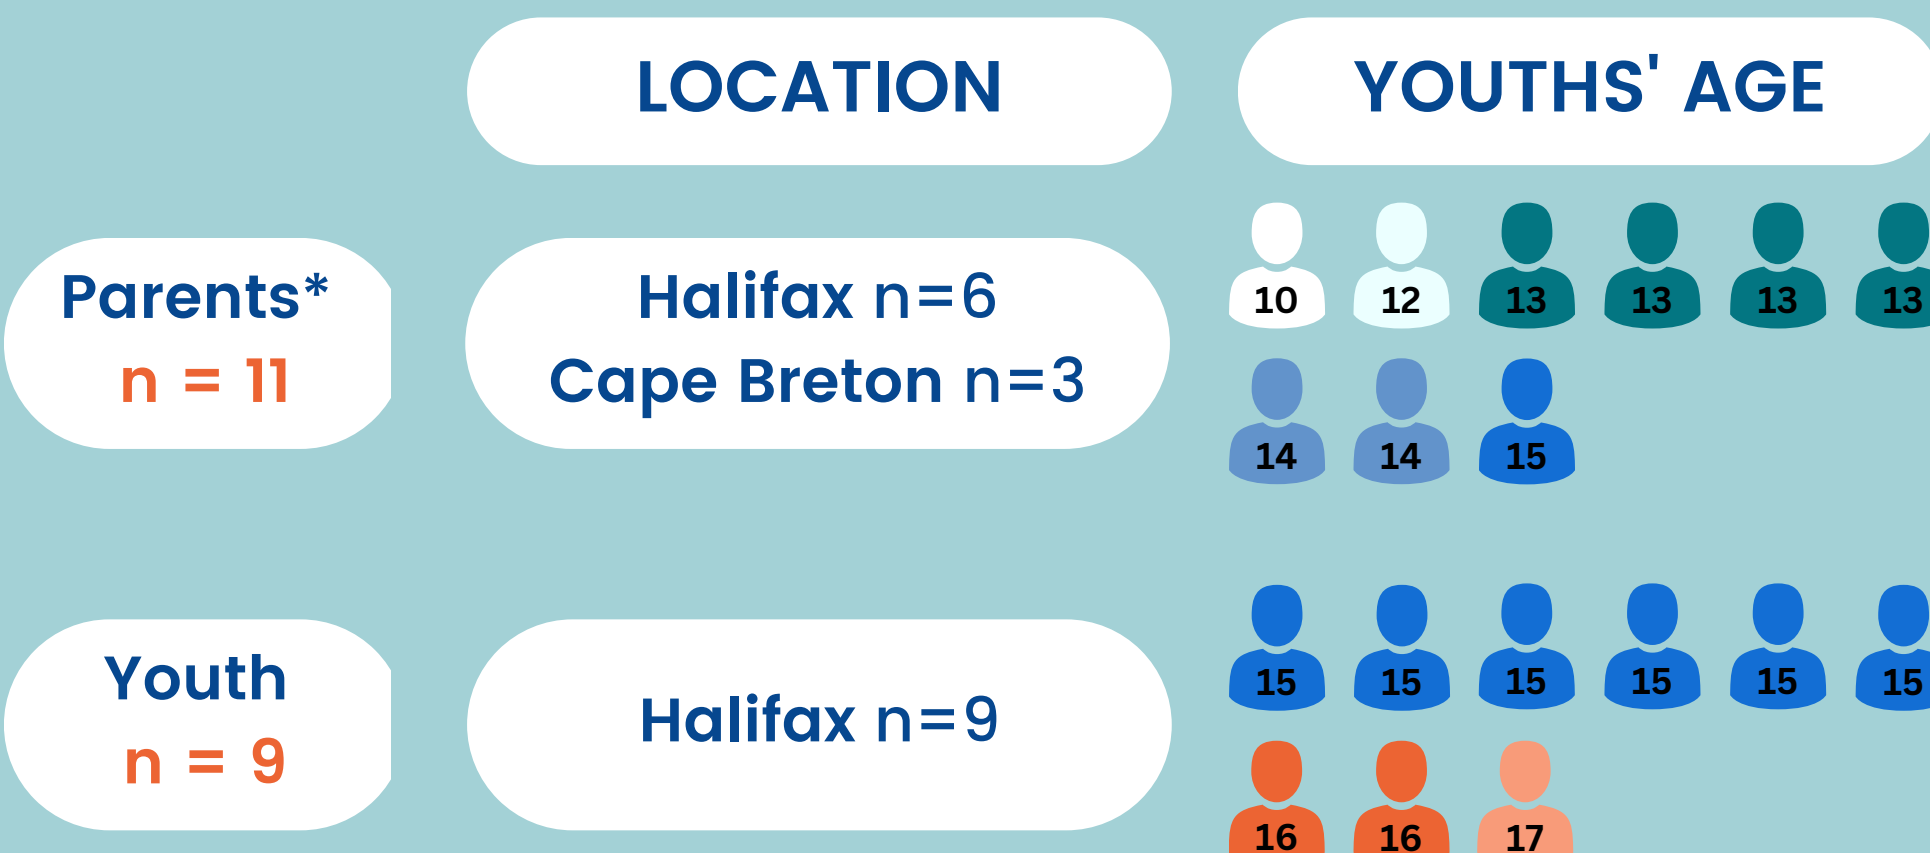 LOCATION
YOUTHS' AGE
Parents*
n = 11
Halifax n=6
Cape Breton n=3
10 12 13 13 13 13
14 14 15
Youth
n = 9
Halifax n=9
15 15 15 15 15 15
16 16 17